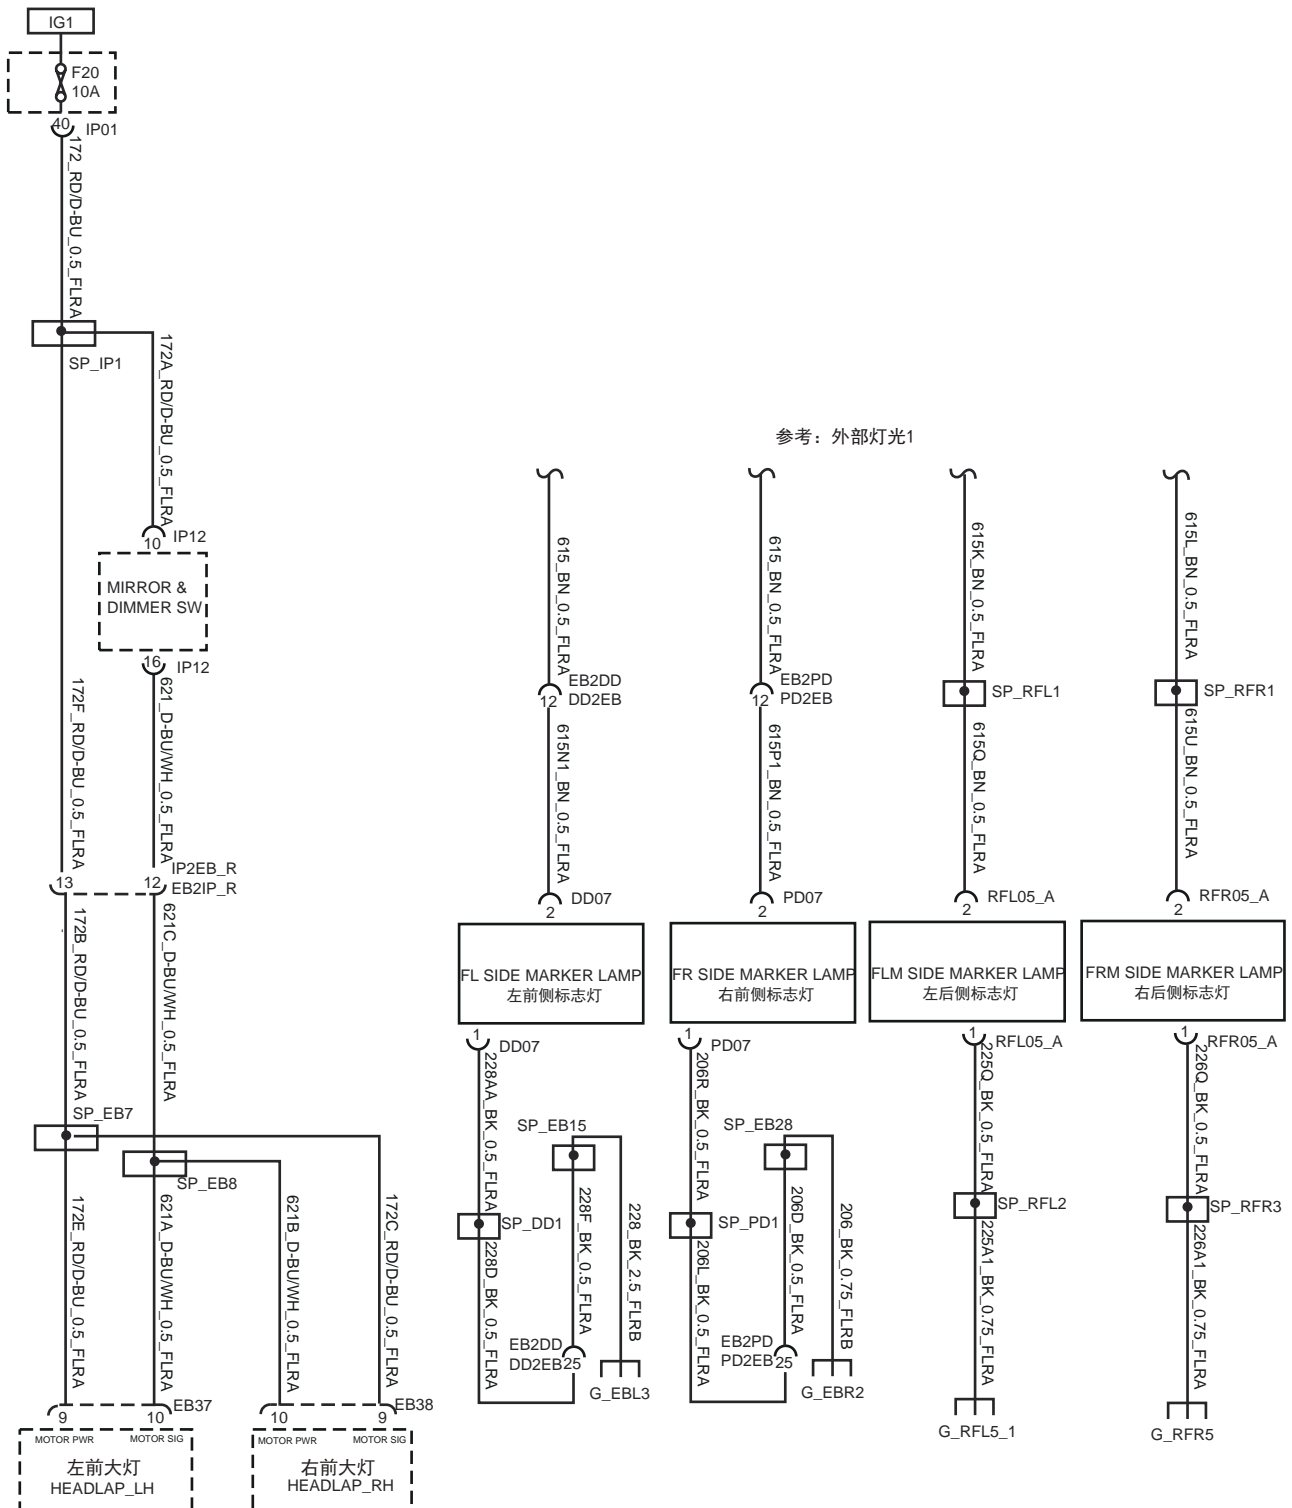 IG1
F20
10A
40
IP01
172_RD/D-BU_0.5_FLRA
SP_IP1
172A_RD/D-BU_0.5_FLRA
10
IP12
MIRROR &
DIMMER SW
16
IP12
172F_RD/D-BU_0.5_FLRA
621_D-BU/WH_0.5_FLRA
13
12
IP2EB_R
EB2IP_R
172B_RD/D-BU_0.5_FLRA
621C_D-BU/WH_0.5_FLRA
SP_EB7
SP_EB8
172E_RD/D-BU_0.5_FLRA
621A_D-BU/WH_0.5_FLRA
621B_D-BU/WH_0.5_FLRA
172C_RD/D-BU_0.5_FLRA
9
10
EB37
10
9
EB38
MOTOR PWR
MOTOR SIG
左前大灯
HEADLAP_LH
MOTOR PWR
MOTOR SIG
右前大灯
HEADLAP_RH
参考：外部灯光1
615_BN_0.5_FLRA
EB2DD
12
DD2EB
615N1_BN_0.5_FLRA
DD07
2
FL SIDE MARKER LAMP
左前侧标志灯
1
DD07
228AA_BK_0.5_FLRA
SP_DD1
228D_BK_0.5_FLRA
SP_EB15
228F_BK_0.5_FLRA
228_BK_2.5_FLRB
EB2DD
DD2EB
25
G_EBL3
615_BN_0.5_FLRA
EB2PD
12
PD2EB
615P1_BN_0.5_FLRA
PD07
2
FR SIDE MARKER LAMP
右前侧标志灯
1
PD07
206R_BK_0.5_FLRA
SP_PD1
206L_BK_0.5_FLRA
SP_EB28
206D_BK_0.5_FLRA
206_BK_0.75_FLRB
EB2PD
PD2EB
25
G_EBR2
615K_BN_0.5_FLRA
SP_RFL1
615Q_BN_0.5_FLRA
RFL05_A
2
FLM SIDE MARKER LAMP
左后侧标志灯
1
RFL05_A
225Q_BK_0.5_FLRA
SP_RFL2
225A1_BK_0.75_FLRA
G_RFL5_1
615L_BN_0.5_FLRA
SP_RFR1
615U_BN_0.5_FLRA
RFR05_A
2
FRM SIDE MARKER LAMP
右后侧标志灯
1
RFR05_A
226Q_BK_0.5_FLRA
SP_RFR3
226A1_BK_0.75_FLRA
G_RFR5